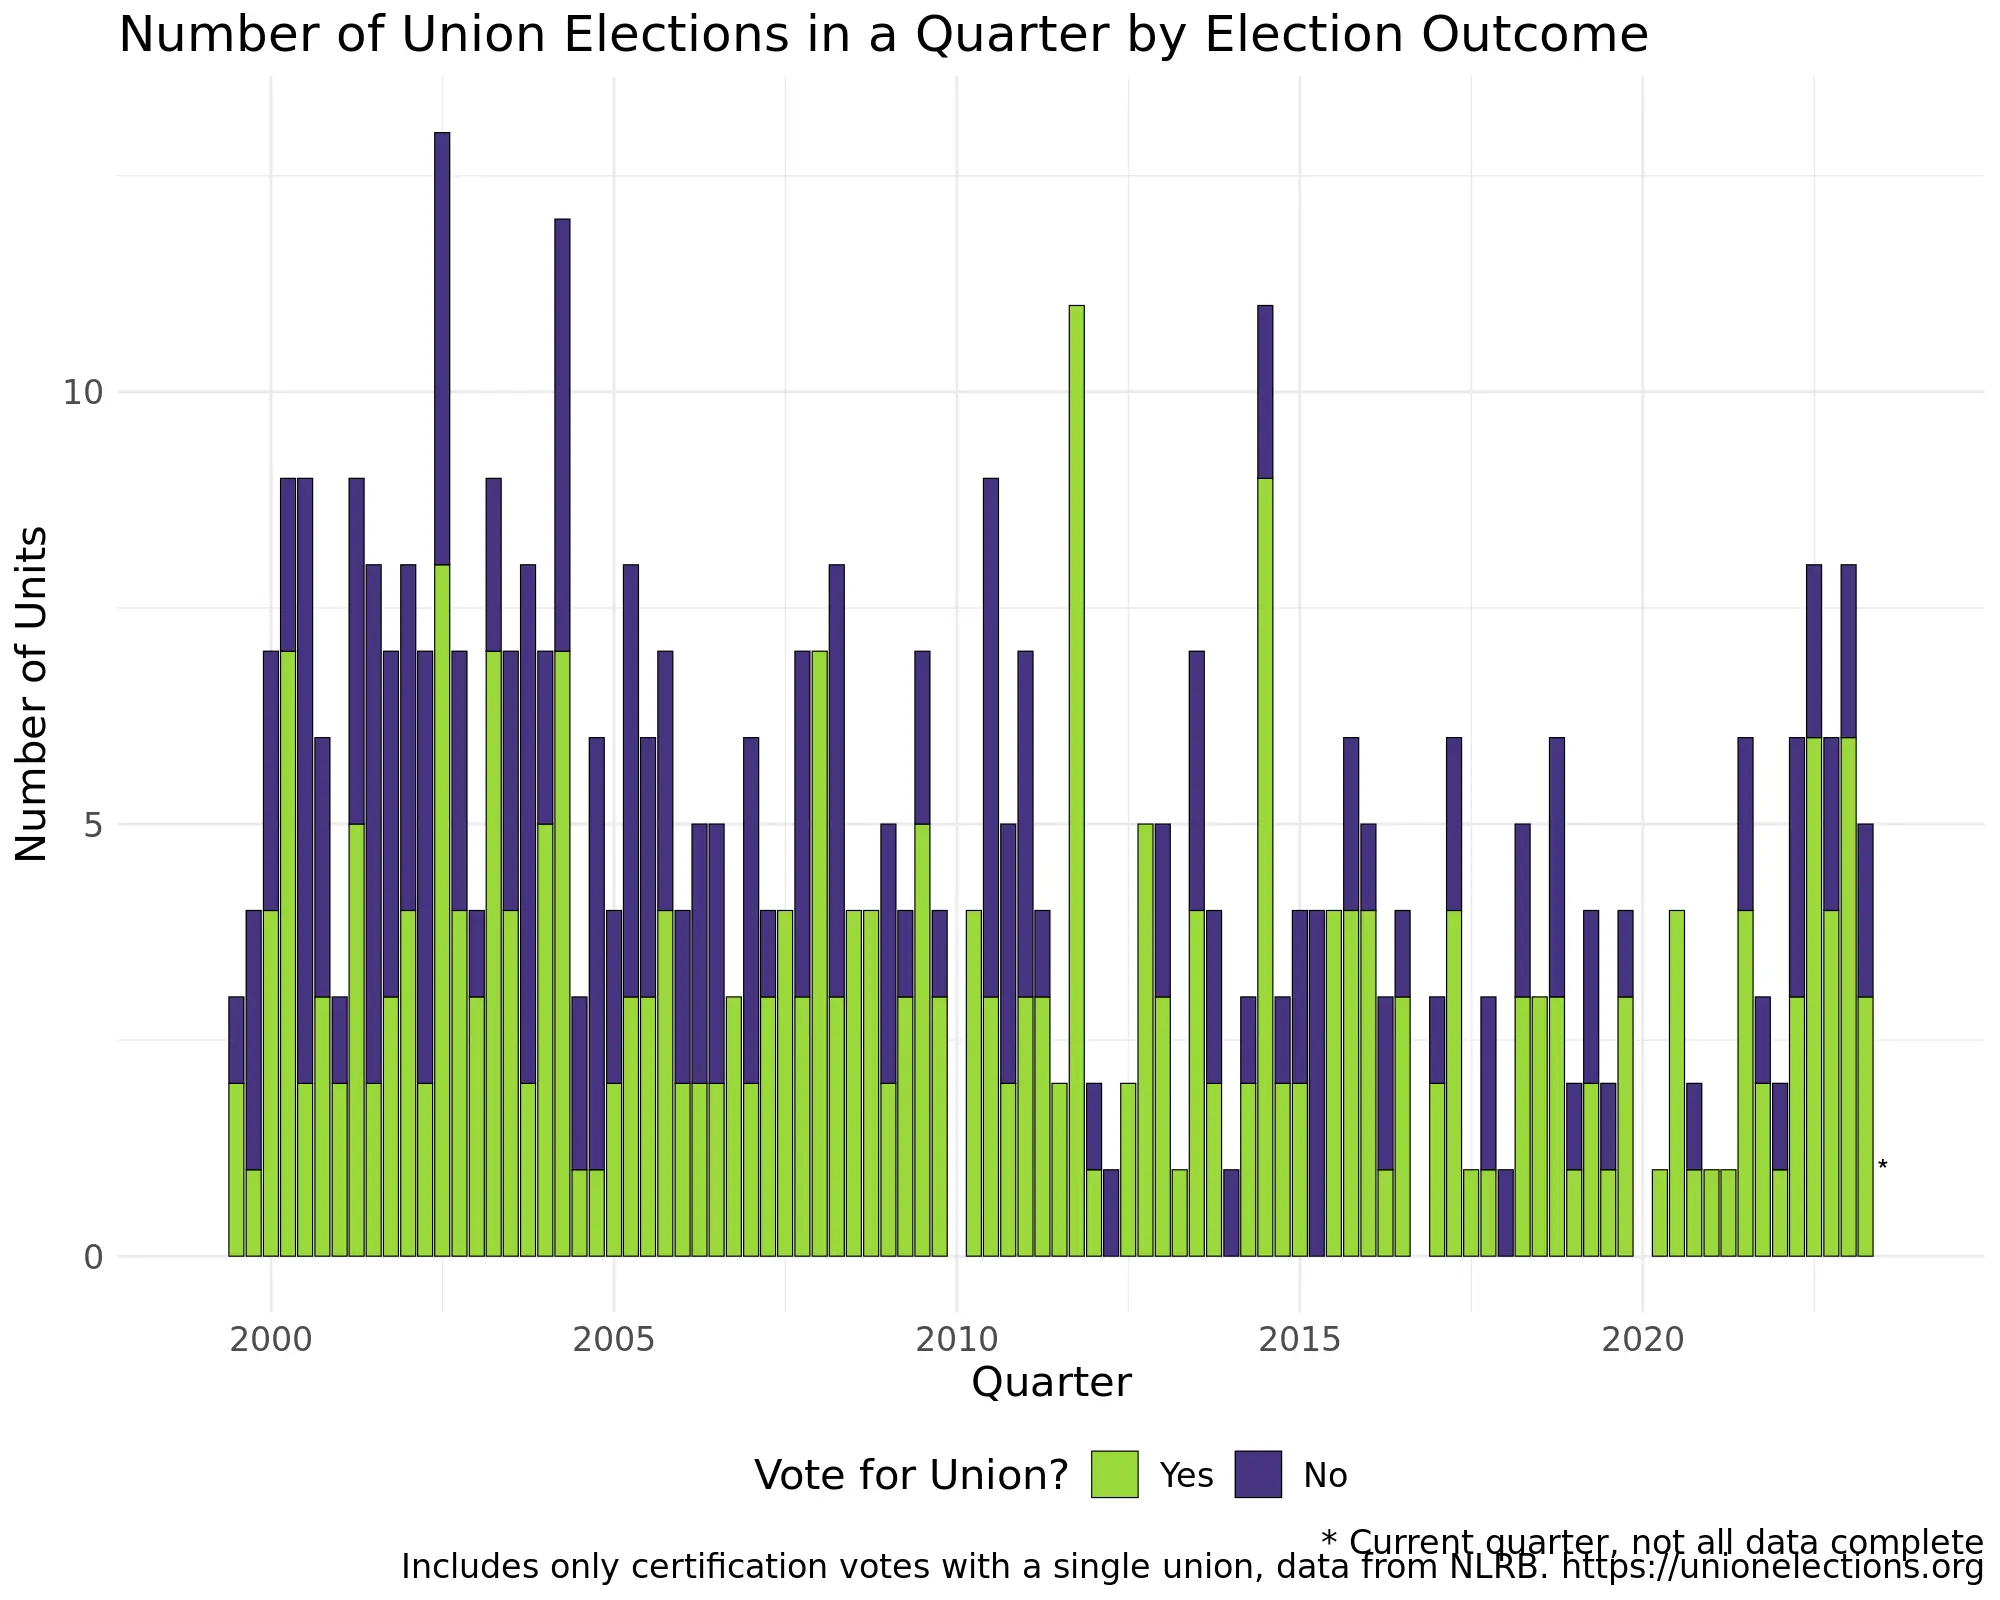 Number of Union Elections in a Quarter by Election Outcome
Number of Units
10
5
0
*
2000 2005 2010 2015 2020
Quarter
Vote for Union? Yes No
* Current quarter, not all data complete
Includes only certification votes with a single union, data from NLRB. https://unionelections.org